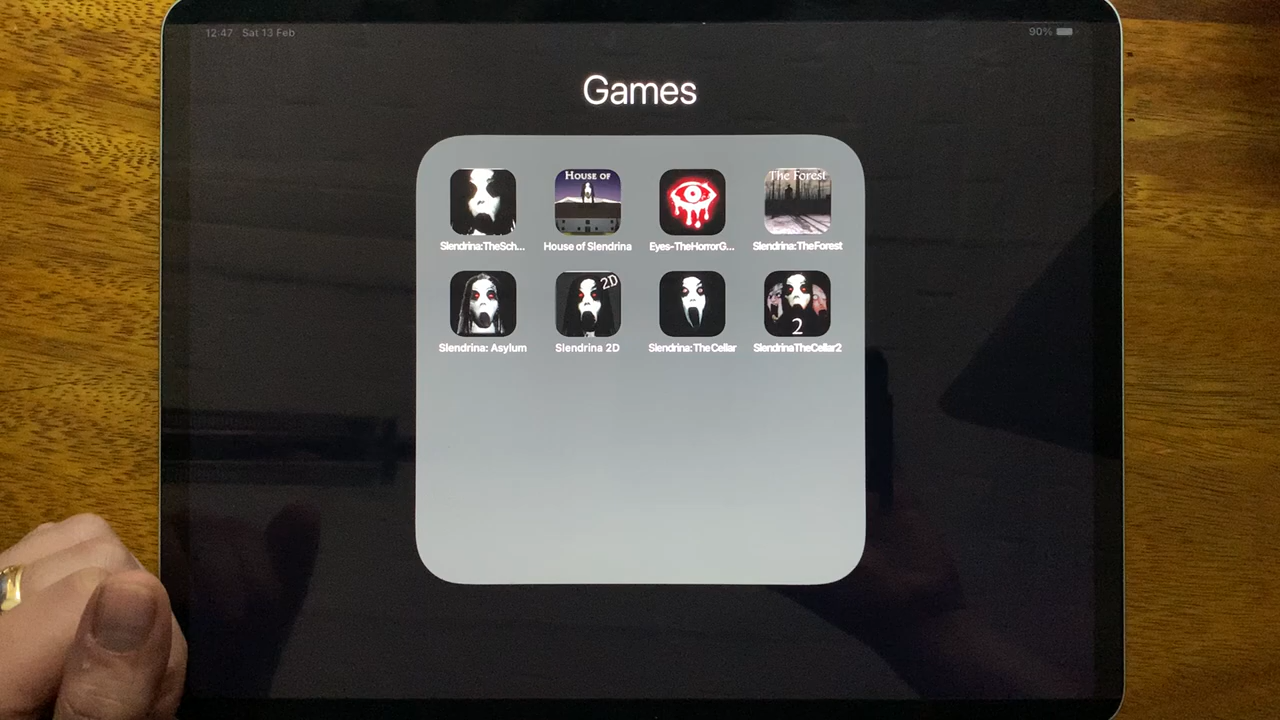 12:47 Sat 13 Feb
90%
Games
HOUSE OF
The Forest
Slendrina:TheSch...
House of Slendrina
Eyes-TheHorrorG...
Slendrina:TheForest
2D
2
Slendrina: Asylum
Slendrina 2D
Slendrina:TheCellar
SlendrinaTheCellar2